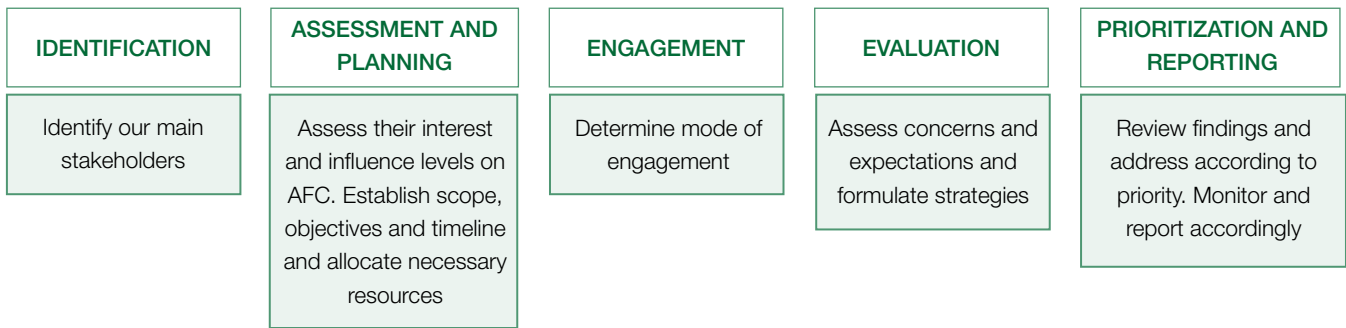 IDENTIFICATION
Identify our main
stakeholders
ASSESSMENT AND
PLANNING
Assess their interest
and influence levels on
AFC. Establish scope,
objectives and timeline
and allocate necessary
resources
ENGAGEMENT
Determine mode of
engagement
EVALUATION
Assess concerns and
expectations and
formulate strategies
PRIORITIZATION AND
REPORTING
Review findings and
address according to
priority. Monitor and
report accordingly